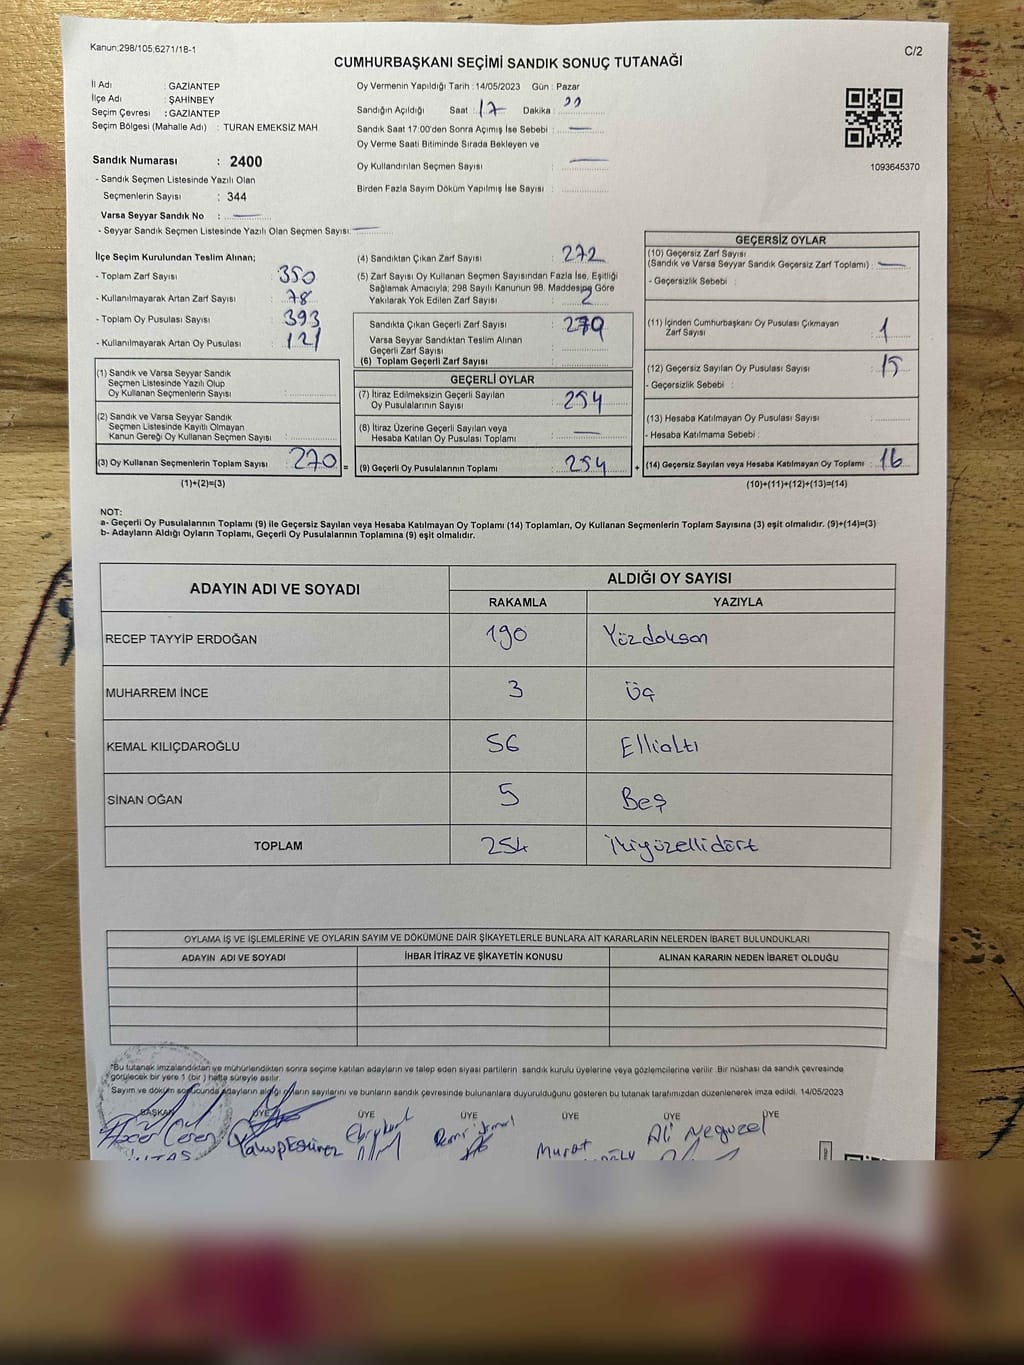 Kanun;298/105,6271/18-1
C/2
CUMHURBAŞKANI SEÇİMİ SANDIK SONUÇ TUTANAĞI
İl Adı : GAZİANTEP
İlçe Adı : ŞAHİNBEY
Seçim Çevresi : GAZİANTEP
Seçim Bölgesi (Mahalle Adı) : TURAN EMEKSİZ MAH
Sandık Numarası : 2400
- Sandık Seçmen Listesinde Yazılı Olan
Seçmenlerin Sayısı : 344
Varsa Seyyar Sandık No : —
- Seyyar Sandık Seçmen Listesinde Yazılı Olan Seçmen Sayısı: —
Oy Vermenin Yapıldığı Tarih : 14/05/2023 Gün : Pazar
Sandığın Açıldığı Saat : 17 Dakika :
Sandık Saat 17:00'den Sonra Açımış İse Sebebi : —
Oy Verme Saati Bitiminde Sırada Bekleyen ve
Oy Kullandırılan Seçmen Sayısı : —
Birden Fazla Sayım Döküm Yapılmış İse Sayısı :
1093645370
İlçe Seçim Kurulundan Teslim Alınan;
- Toplam Zarf Sayısı : 350
- Kullanılmayarak Artan Zarf Sayısı : 78
- Toplam Oy Pusulası Sayısı : 393
- Kullanılmayarak Artan Oy Pusulası : 121
(1) Sandık ve Varsa Seyyar Sandık
Seçmen Listesinde Yazılı Olup
Oy Kullanan Seçmenlerin Sayısı :
(2) Sandık ve Varsa Seyyar Sandık
Seçmen Listesinde Kayıtlı Olmayan
Kanun Gereği Oy Kullanan Seçmen Sayısı :
(3) Oy Kullanan Seçmenlerin Toplam Sayısı : 270 =
(1)+(2)=(3)
(4) Sandıktan Çıkan Zarf Sayısı : 272
(5) Zarf Sayısı Oy Kullanan Seçmen Sayısından Fazla İse, Eşitliği
Sağlamak Amacıyla; 298 Sayılı Kanunun 98. Maddesine Göre
Yakılarak Yok Edilen Zarf Sayısı : 2
Sandıkta Çıkan Geçerli Zarf Sayısı : 270
Varsa Seyyar Sandıktan Teslim Alınan
Geçerli Zarf Sayısı :
(6) Toplam Geçerli Zarf Sayısı :
GEÇERLİ OYLAR
(7) İtiraz Edilmeksizin Geçerli Sayılan
Oy Pusulalarının Sayısı : 254
(8) İtiraz Üzerine Geçerli Sayılan veya
Hesaba Katılan Oy Pusulası Toplamı : —
(9) Geçerli Oy Pusulalarının Toplamı : 254 +
GEÇERSİZ OYLAR
(10) Geçersiz Zarf Sayısı
(Sandık ve Varsa Seyyar Sandık Geçersiz Zarf Toplamı) : —
- Geçersizlik Sebebi :
(11) İçinden Cumhurbaşkanı Oy Pusulası Çıkmayan
Zarf Sayısı : 1
(12) Geçersiz Sayılan Oy Pusulası Sayısı : 15
- Geçersizlik Sebebi :
(13) Hesaba Katılmayan Oy Pusulası Sayısı :
- Hesaba Katılmama Sebebi :
(14) Geçersiz Sayılan veya Hesaba Katılmayan Oy Toplamı : 16
(10)+(11)+(12)+(13)=(14)
NOT:
a- Geçerli Oy Pusulalarının Toplamı (9) ile Geçersiz Sayılan veya Hesaba Katılmayan Oy Toplamı (14) Toplamları, Oy Kullanan Seçmenlerin Toplam Sayısına (3) eşit olmalıdır. (9)+(14)=(3)
b- Adayların Aldığı Oyların Toplamı, Geçerli Oy Pusulalarının Toplamına (9) eşit olmalıdır.
ADAYIN ADI VE SOYADI ALDIĞI OY SAYISI
RAKAMLA YAZIYLA
RECEP TAYYİP ERDOĞAN 190 Yüzdoksan
MUHARREM İNCE 3 Üç
KEMAL KILIÇDAROĞLU 56 Ellialtı
SİNAN OĞAN 5 Beş
TOPLAM 254 İkiyüzellidört
OYLAMA İŞ VE İŞLEMLERİNE VE OYLARIN SAYIM VE DÖKÜMÜNE DAİR ŞİKAYETLERLE BUNLARA AİT KARARLARIN NELERDEN İBARET BULUNDUKLARI
ADAYIN ADI VE SOYADI İHBAR İTİRAZ VE ŞİKAYETİN KONUSU ALINAN KARARIN NEDEN İBARET OLDUĞU
*Bu tutanak imzalandıktan ve mühürlendikten sonra seçime katılan adayların ve talep eden siyasi partilerin sandık kurulu üyelerine veya gözlemcilerine verilir. Bir nüshası da sandık çevresinde
görülecek bir yere 1 (bir) hafta süreyle asılır.
Sayım ve döküm sonucunda adayların aldığı oyların sayılarını ve bunların sandık çevresinde bulunanlara duyurulduğunu gösteren bu tutanak tarafımızdan düzenlenerek imza edildi. 14/05/2023
BAŞKAN ÜYE ÜYE ÜYE ÜYE ÜYE ÜYE
Murat Ali